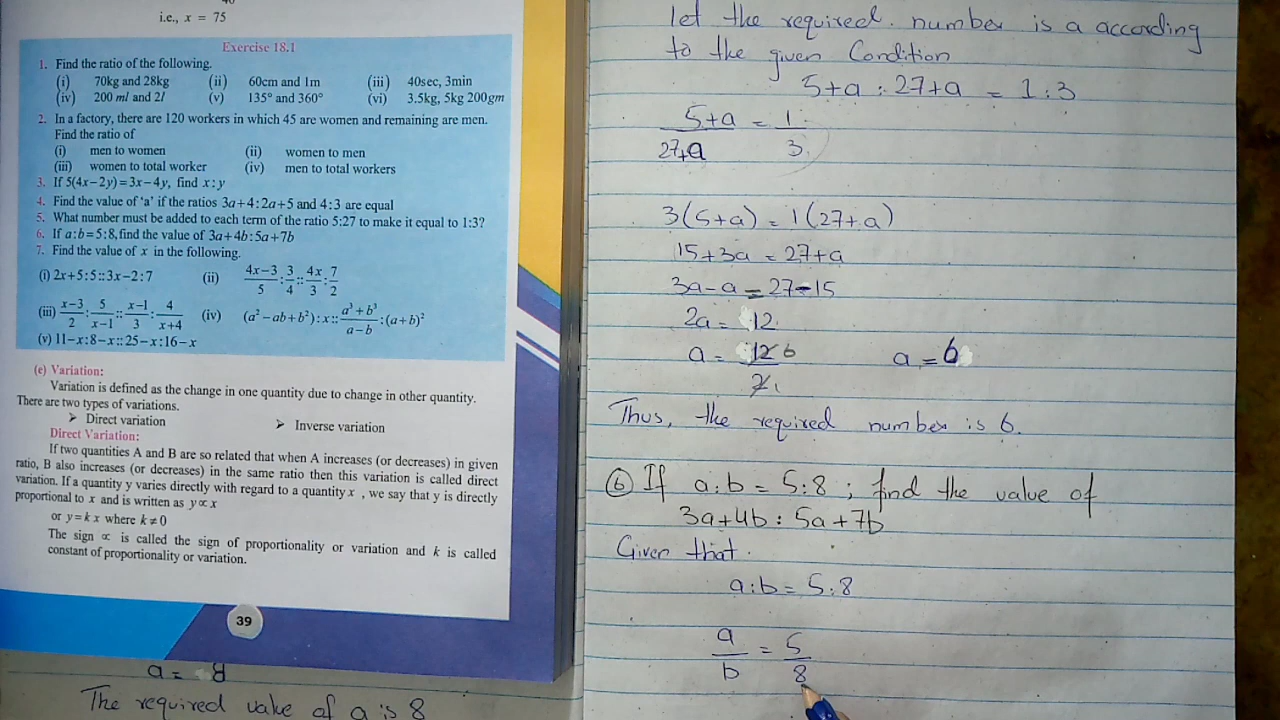 i.e., x = 75
Exercise 18.1
1. Find the ratio of the following.
(i) 70kg and 28kg (ii) 60cm and 1m (iii) 40sec, 3min
(iv) 200 ml and 2l (v) 135° and 360° (vi) 3.5kg, 5kg 200gm
2. In a factory, there are 120 workers in which 45 are women and remaining are men.
Find the ratio of
(i) men to women (ii) women to men
(iii) women to total worker (iv) men to total workers
3. If 5(4x−2y)=3x−4y, find x:y
4. Find the value of 'a' if the ratios 3a+4:2a+5 and 4:3 are equal
5. What number must be added to each term of the ratio 5:27 to make it equal to 1:3?
6. If a:b=5:8, find the value of 3a+4b:5a+7b
7. Find the value of x in the following.
(i) 2x+5:5::3x−2:7 (ii) 4x−3/5 : 3/4 :: 4x/3 : 7/2
(iii) x−3/2 : 5/x−1 :: x−1/3 : 4/x+4 (iv) (a²−ab+b²):x:: a³+b³/a−b :(a+b)²
(v) 11−x:8−x::25−x:16−x
(e) Variation:
Variation is defined as the change in one quantity due to change in other quantity.
There are two types of variations.
➢ Direct variation ➢ Inverse variation
Direct Variation:
If two quantities A and B are so related that when A increases (or decreases) in given
ratio, B also increases (or decreases) in the same ratio then this variation is called direct
variation. If a quantity y varies directly with regard to a quantity x , we say that y is directly
proportional to x and is written as y∝x
or y=kx where k≠0
The sign ∝ is called the sign of proportionality or variation and k is called
constant of proportionality or variation.
39
a = 8
The required value of a is 8
let the required. number is a according
to the given Condition
5+a : 27+a = 1:3
5+a = 1
27+a 3
3(5+a) = 1(27+a)
15+3a = 27+a
3a-a = 27-15
2a = 12
a = 12 6 a = 6
2 1
Thus, the required number is 6.
⑥ If a:b = 5:8 ; find the value of
3a+4b : 5a+7b
Given that.
a:b = 5:8
a = 5
b 8